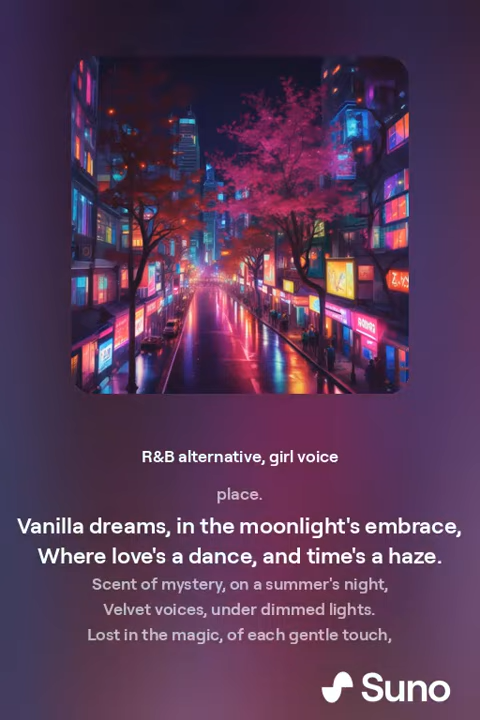 R&B alternative, girl voice
place.
Vanilla dreams, in the moonlight's embrace,
Where love's a dance, and time's a haze.
Scent of mystery, on a summer's night,
Velvet voices, under dimmed lights.
Lost in the magic, of each gentle touch,
Suno